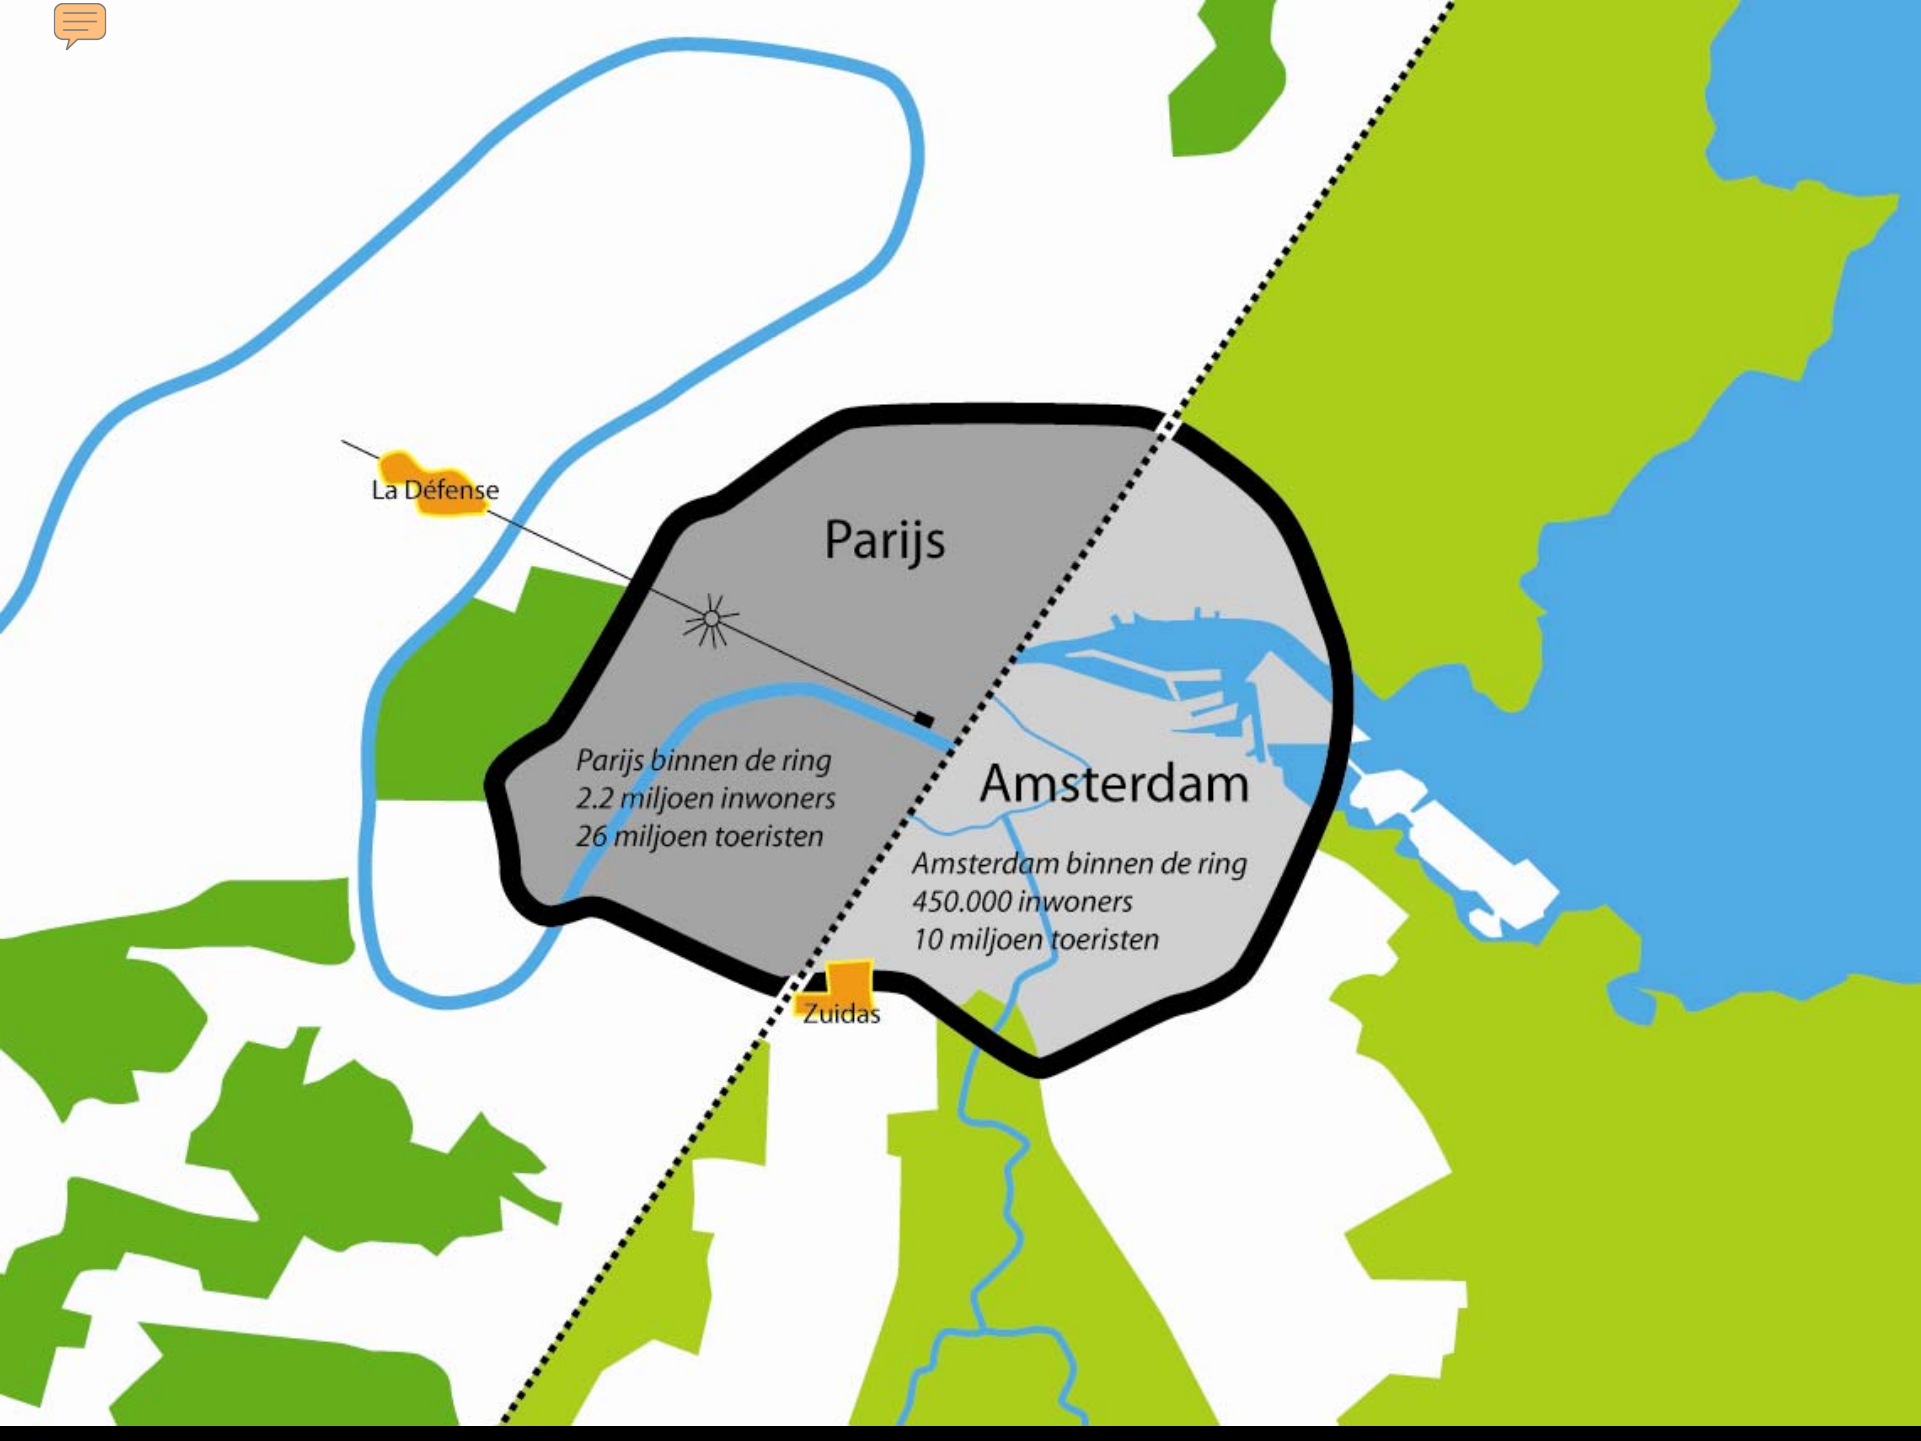 La Défense
Parijs
Parijs binnen de ring
2.2 miljoen inwoners
26 miljoen toeristen
Amsterdam
Amsterdam binnen de ring
450.000 inwoners
10 miljoen toeristen
Zuidas